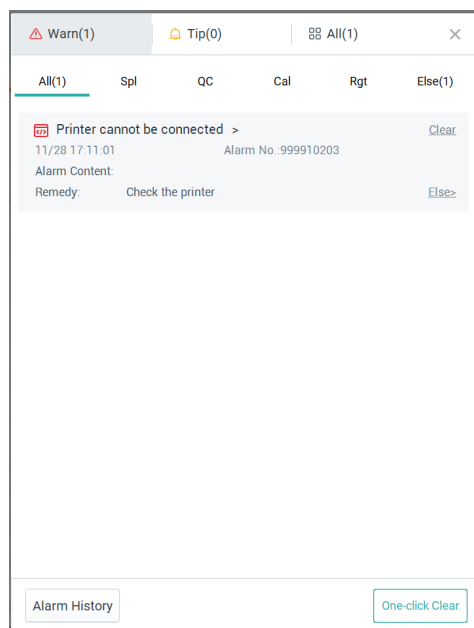 Warn(1) Tip(0) All(1)
All(1) Spl QC Cal Rgt Else(1)
Printer cannot be connected > Clear
11/28 17:11:01 Alarm No.:999910203
Alarm Content:
Remedy: Check the printer Else>
Alarm History One-click Clear